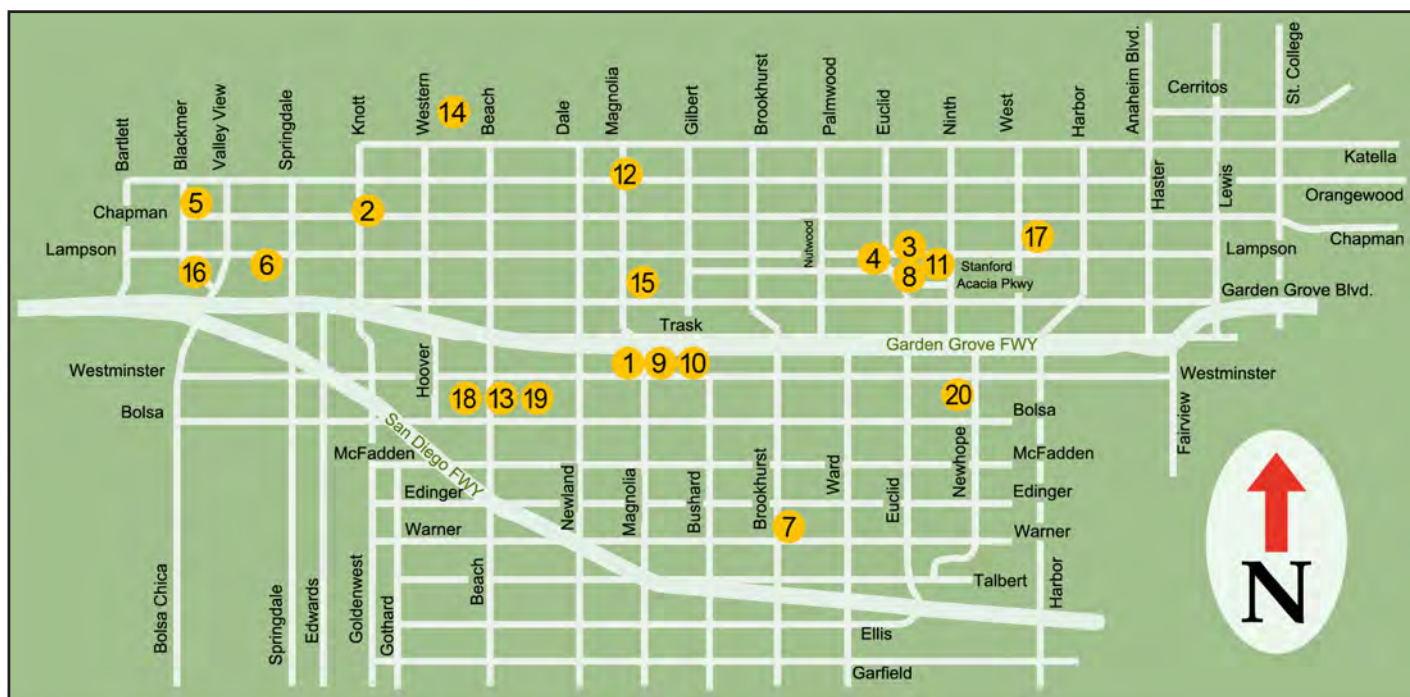 Bartlett
Blackmer
Valley View
Springdale
Knott
Western
14
Beach
Dale
Magnolia
Gilbert
Brookhurst
Palmwood
Euclid
Ninth
West
Harbor
Anaheim Blvd.
Cerritos
St. College
Katella
12
Haster
Lewis
Orangewood
5
Chapman
2
Nutwood
3
17
Chapman
Lampson
4
Lampson
16
6
15
8
11
Stanford
Acacia Pkwy
Garden Grove Blvd.
Trask
Garden Grove FWY
Westminster
Hoover
1
9
10
Westminster
18
13
19
20
Bolsa
Bolsa
Fairview
San Diego FWY
McFadden
McFadden
Edinger
Newland
Magnolia
Bushard
Brookhurst
Ward
Euclid
Newhope
Edinger
Warner
7
Warner
Bolsa Chica
Springdale
Edwards
Goldenwest
Gothard
Beach
Talbert
Harbor
Ellis
Garfield
N